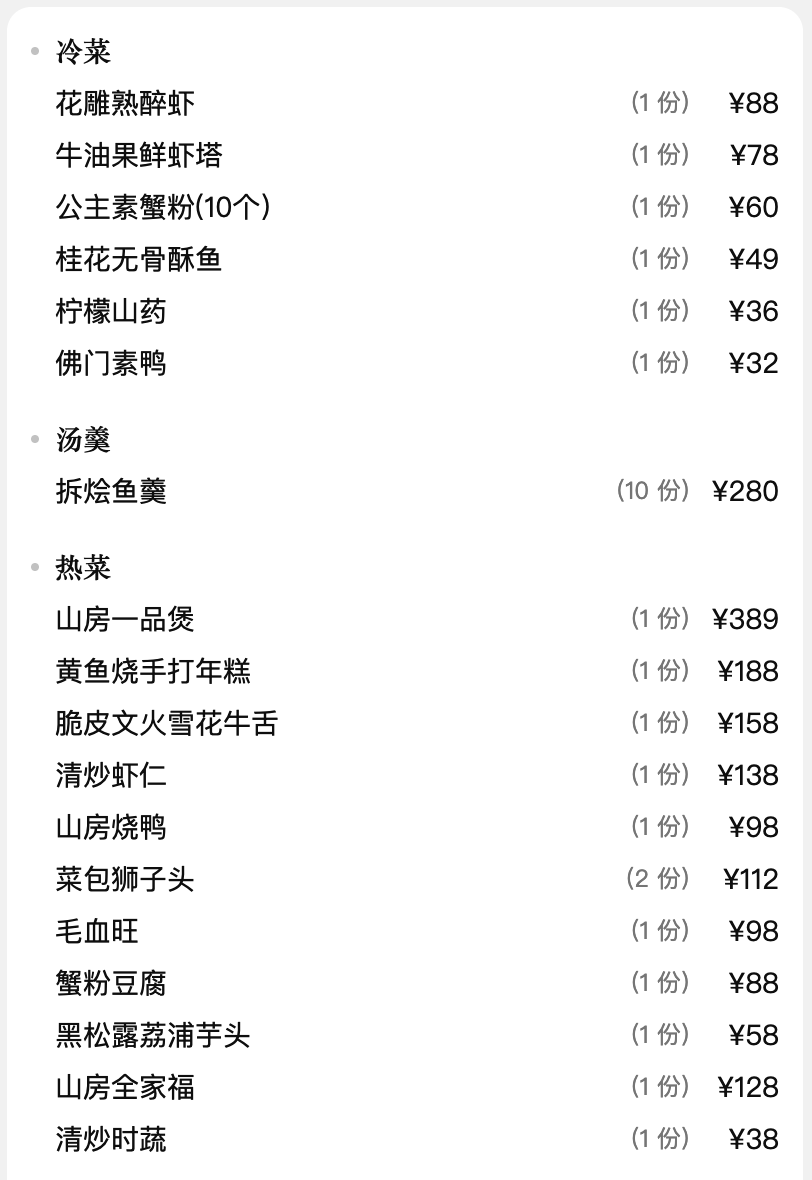 冷菜
花雕熟醉虾 (1 份) ¥88
牛油果鲜虾塔 (1 份) ¥78
公主素蟹粉(10个) (1 份) ¥60
桂花无骨酥鱼 (1 份) ¥49
柠檬山药 (1 份) ¥36
佛门素鸭 (1 份) ¥32
汤羹
拆烩鱼羹 (10 份) ¥280
热菜
山房一品煲 (1 份) ¥389
黄鱼烧手打年糕 (1 份) ¥188
脆皮文火雪花牛舌 (1 份) ¥158
清炒虾仁 (1 份) ¥138
山房烧鸭 (1 份) ¥98
菜包狮子头 (2 份) ¥112
毛血旺 (1 份) ¥98
蟹粉豆腐 (1 份) ¥88
黑松露荔浦芋头 (1 份) ¥58
山房全家福 (1 份) ¥128
清炒时蔬 (1 份) ¥38